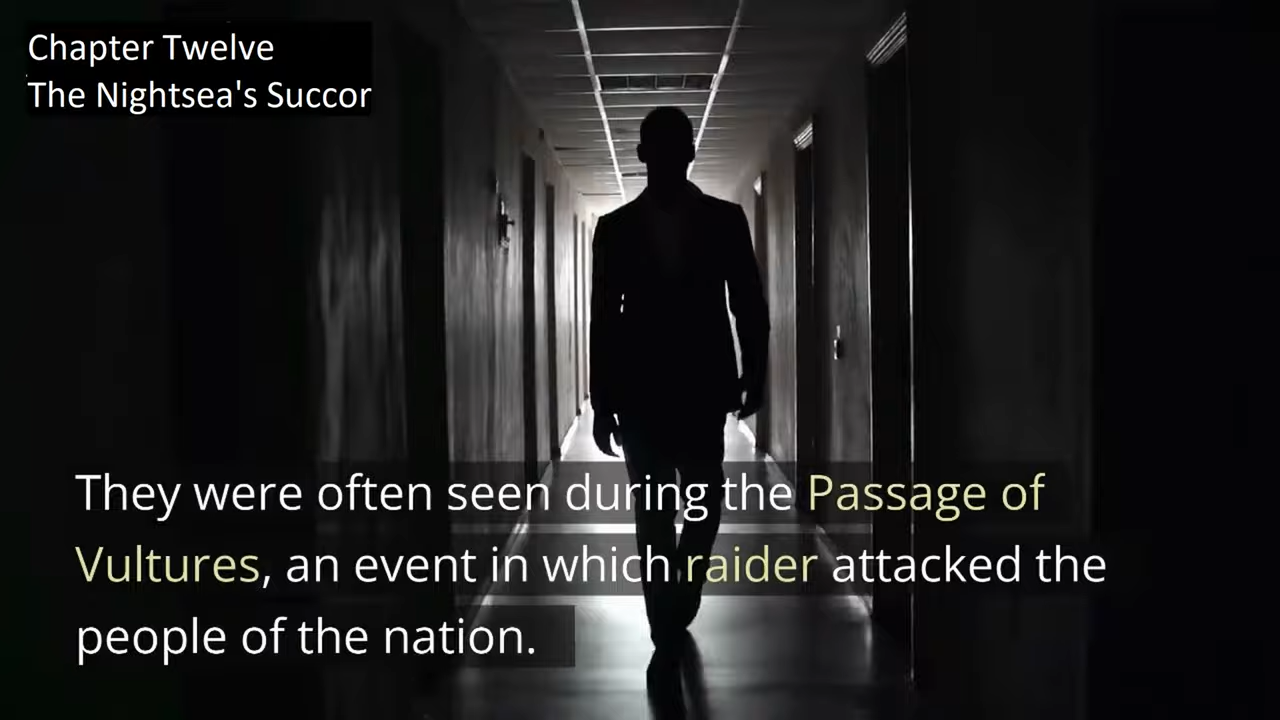 Chapter Twelve
The Nightsea's Succor
They were often seen during the Passage of
Vultures, an event in which raider attacked the
people of the nation.